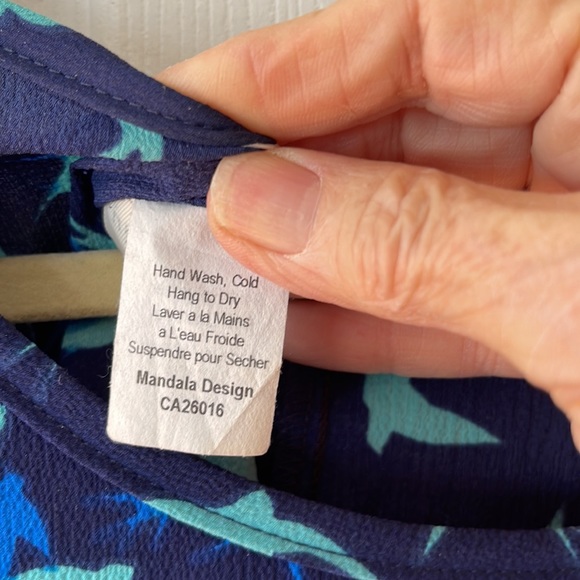 Hand Wash, Cold
Hang to Dry
Laver a la Mains
a L'eau Froide
Suspendre pour Secher
Mandala Design
CA26016